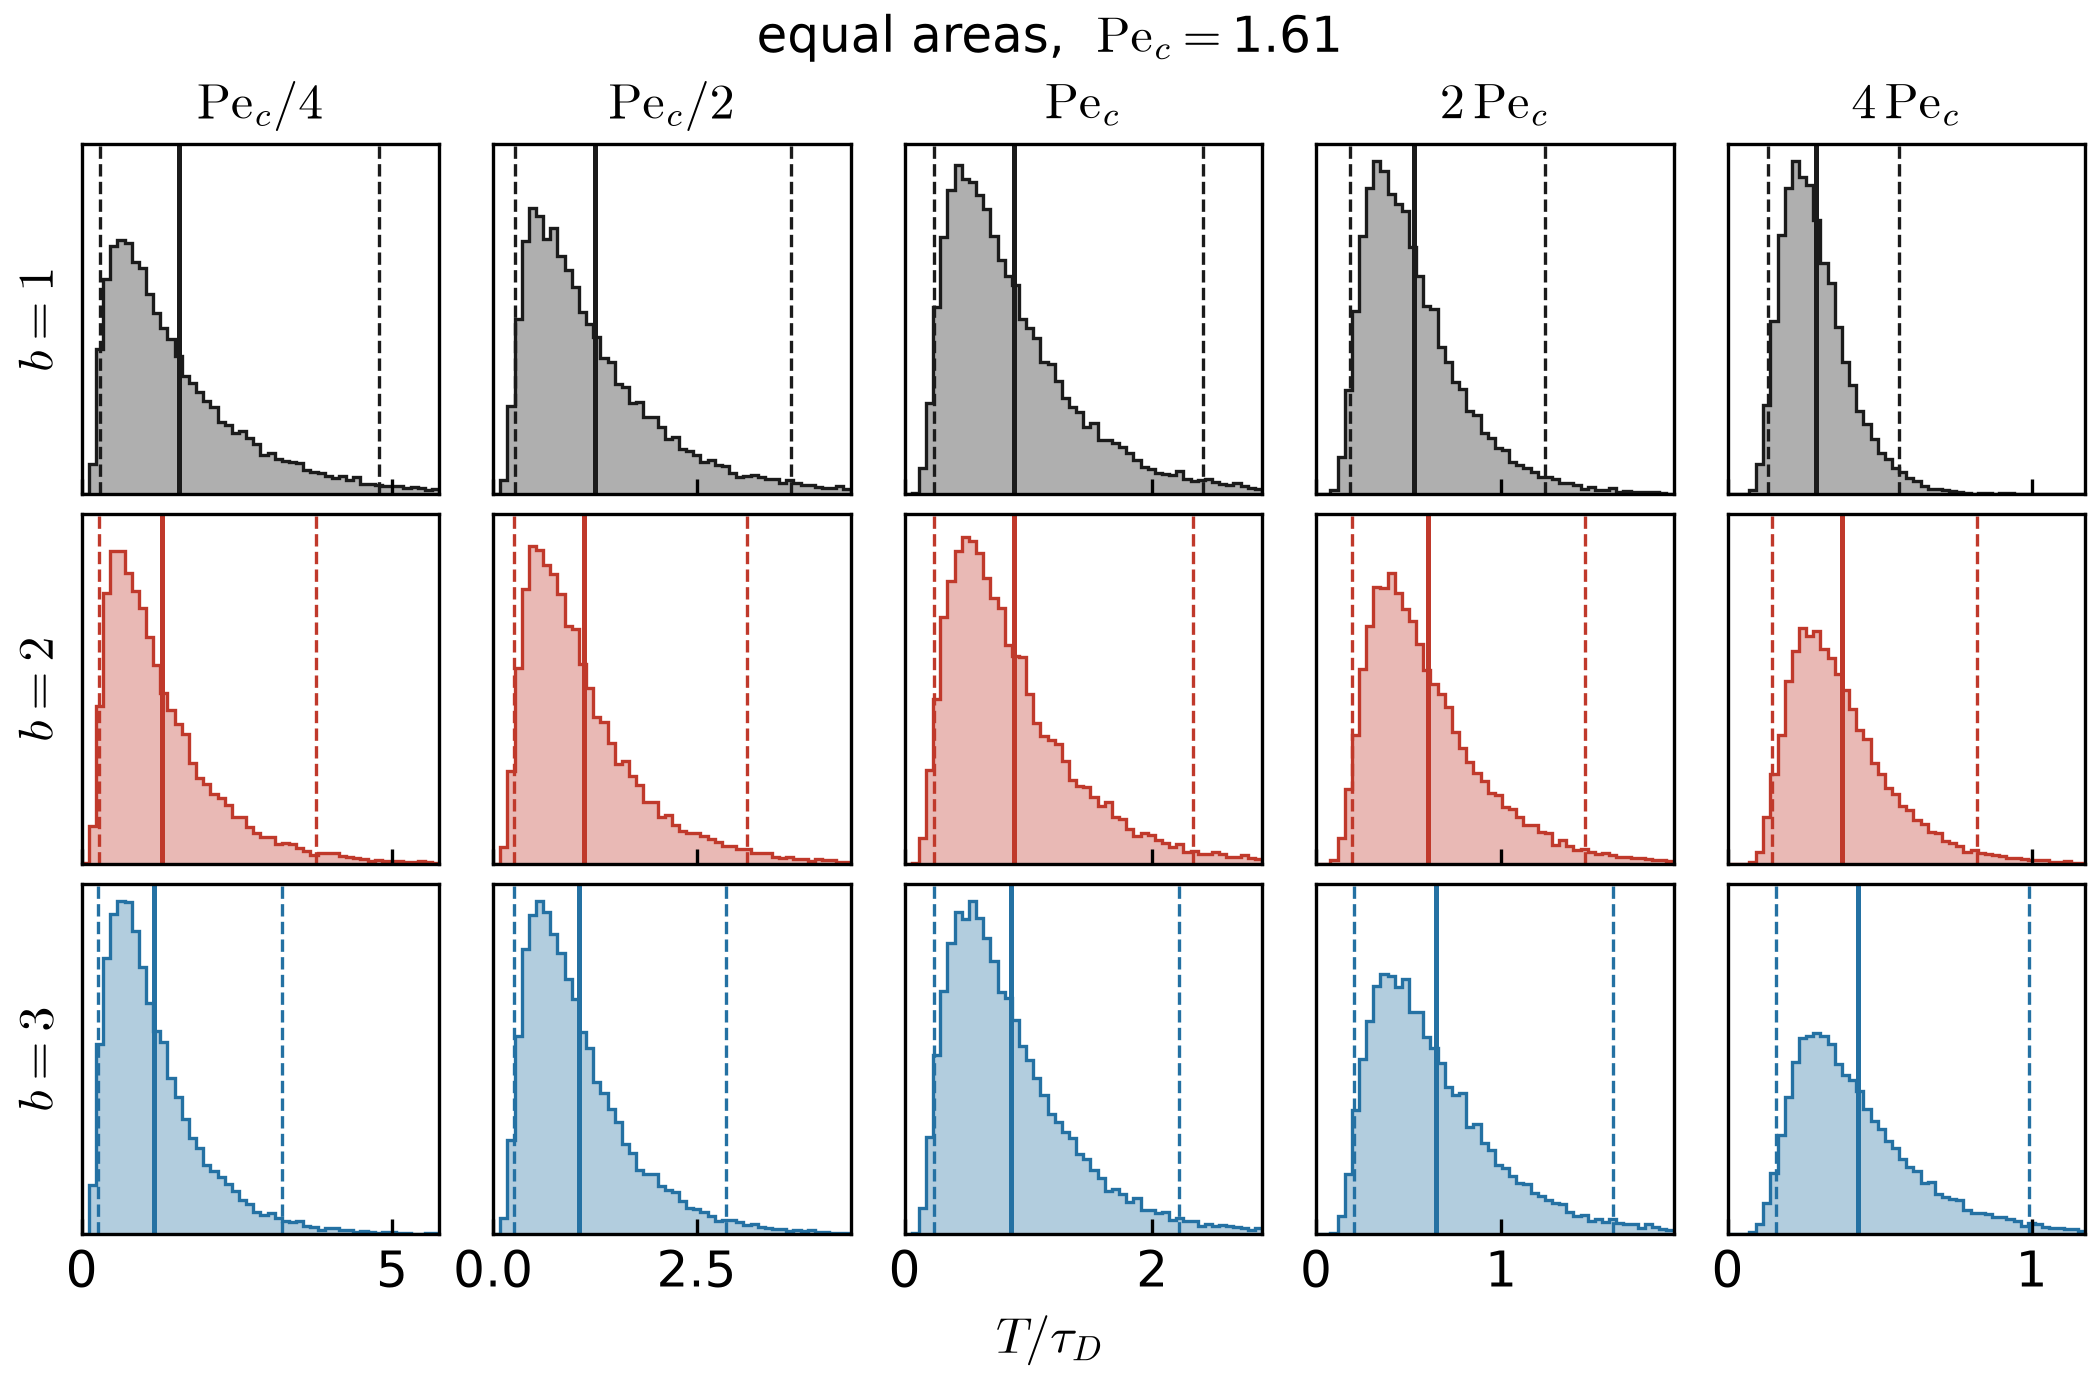 equal areas, Pe_c = 1.61
Pe_c/4 Pe_c/2 Pe_c 2 Pe_c 4 Pe_c
b = 1
b = 2
b = 3
0 5 0.0 2.5 0 2 0 1 0 1
T/τ_D